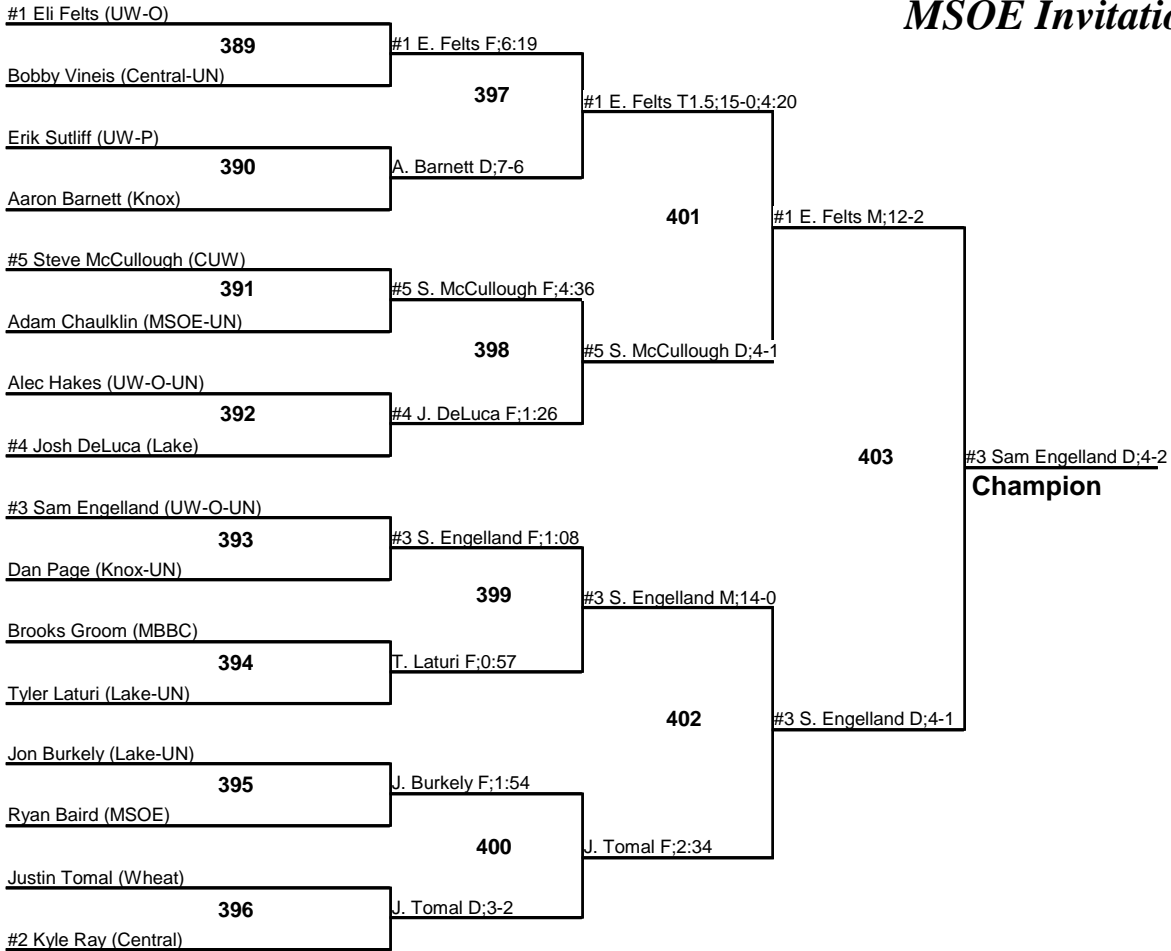 MSOE Invitatio
#1 Eli Felts (UW-O)
389
Bobby Vineis (Central-UN)
#1 E. Felts F;6:19
397
Erik Sutliff (UW-P)
390
Aaron Barnett (Knox)
A. Barnett D;7-6
#1 E. Felts T1.5;15-0;4:20
401
#5 Steve McCullough (CUW)
391
Adam Chaulklin (MSOE-UN)
#5 S. McCullough F;4:36
398
Alec Hakes (UW-O-UN)
392
#4 Josh DeLuca (Lake)
#4 J. DeLuca F;1:26
#5 S. McCullough D;4-1
#1 E. Felts M;12-2
403
#3 Sam Engelland (UW-O-UN)
393
Dan Page (Knox-UN)
#3 S. Engelland F;1:08
399
Brooks Groom (MBBC)
394
Tyler Laturi (Lake-UN)
T. Laturi F;0:57
#3 S. Engelland M;14-0
402
Jon Burkely (Lake-UN)
395
Ryan Baird (MSOE)
J. Burkely F;1:54
400
Justin Tomal (Wheat)
396
#2 Kyle Ray (Central)
J. Tomal D;3-2
J. Tomal F;2:34
#3 S. Engelland D;4-1
#3 Sam Engelland D;4-2
Champion